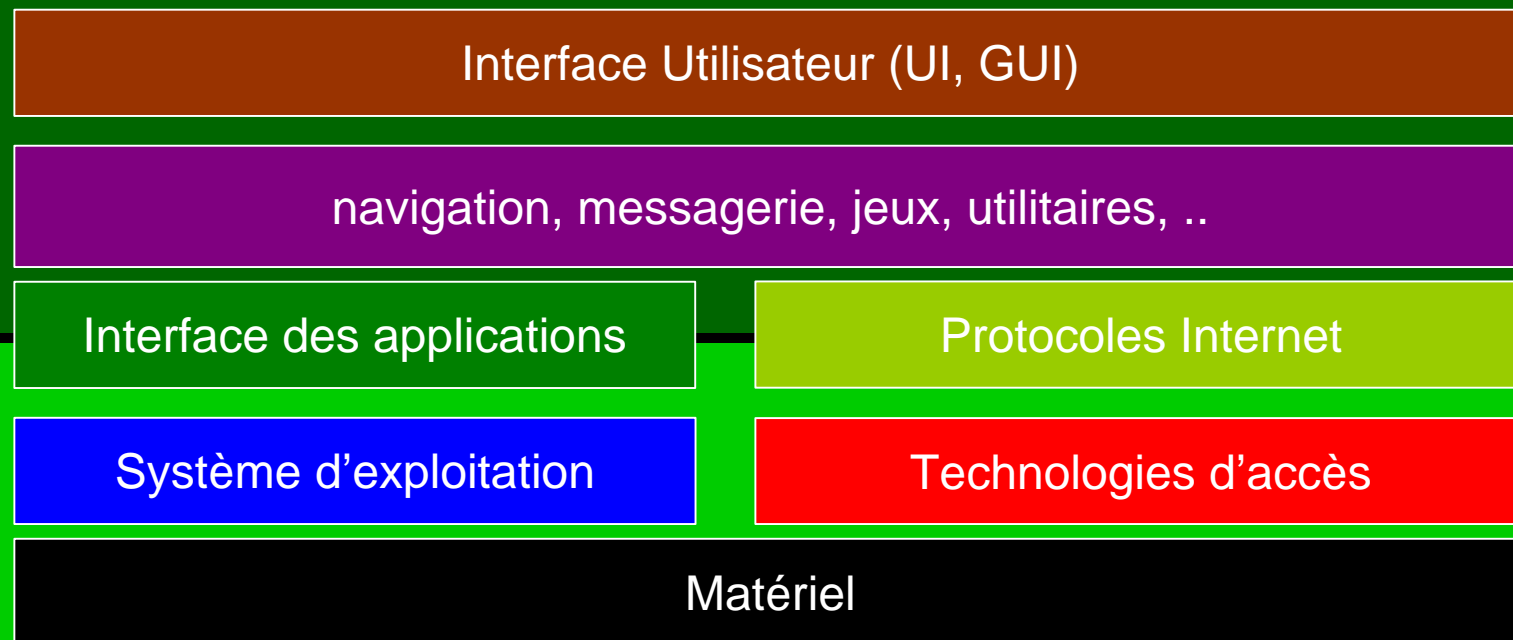 Interface Utilisateur (UI, GUI)
navigation, messagerie, jeux, utilitaires, ..
Interface des applications
Protocoles Internet
Système d’exploitation
Technologies d’accès
Matériel